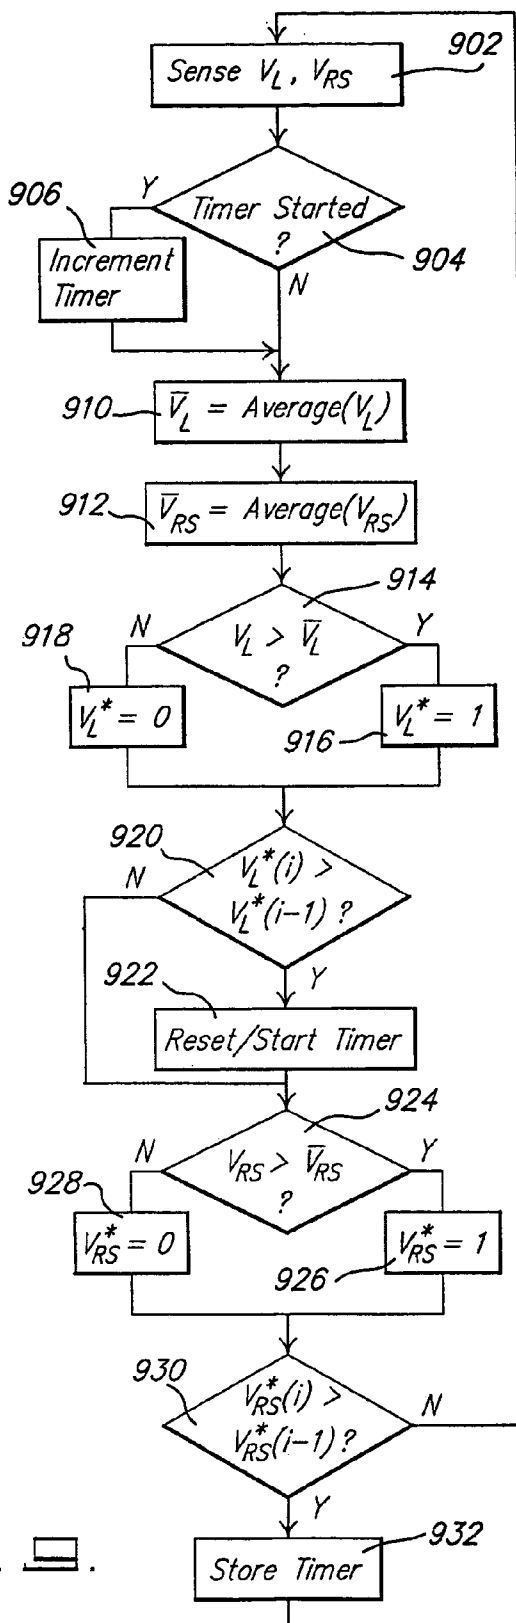 Sense V_L, V_RS
902
Timer Started
?
904
Y
N
906
Increment
Timer
910
V̅_L = Average(V_L)
912
V̅_RS = Average(V_RS)
914
V_L > V̅_L
?
N
Y
918
V_L* = 0
916
V_L* = 1
920
V_L*(i) >
V_L*(i-1) ?
N
Y
922
Reset/Start Timer
924
V_RS > V̅_RS
?
N
Y
928
V_RS* = 0
926
V_RS* = 1
930
V_RS*(i) >
V_RS*(i-1) ?
N
Y
932
Store Timer